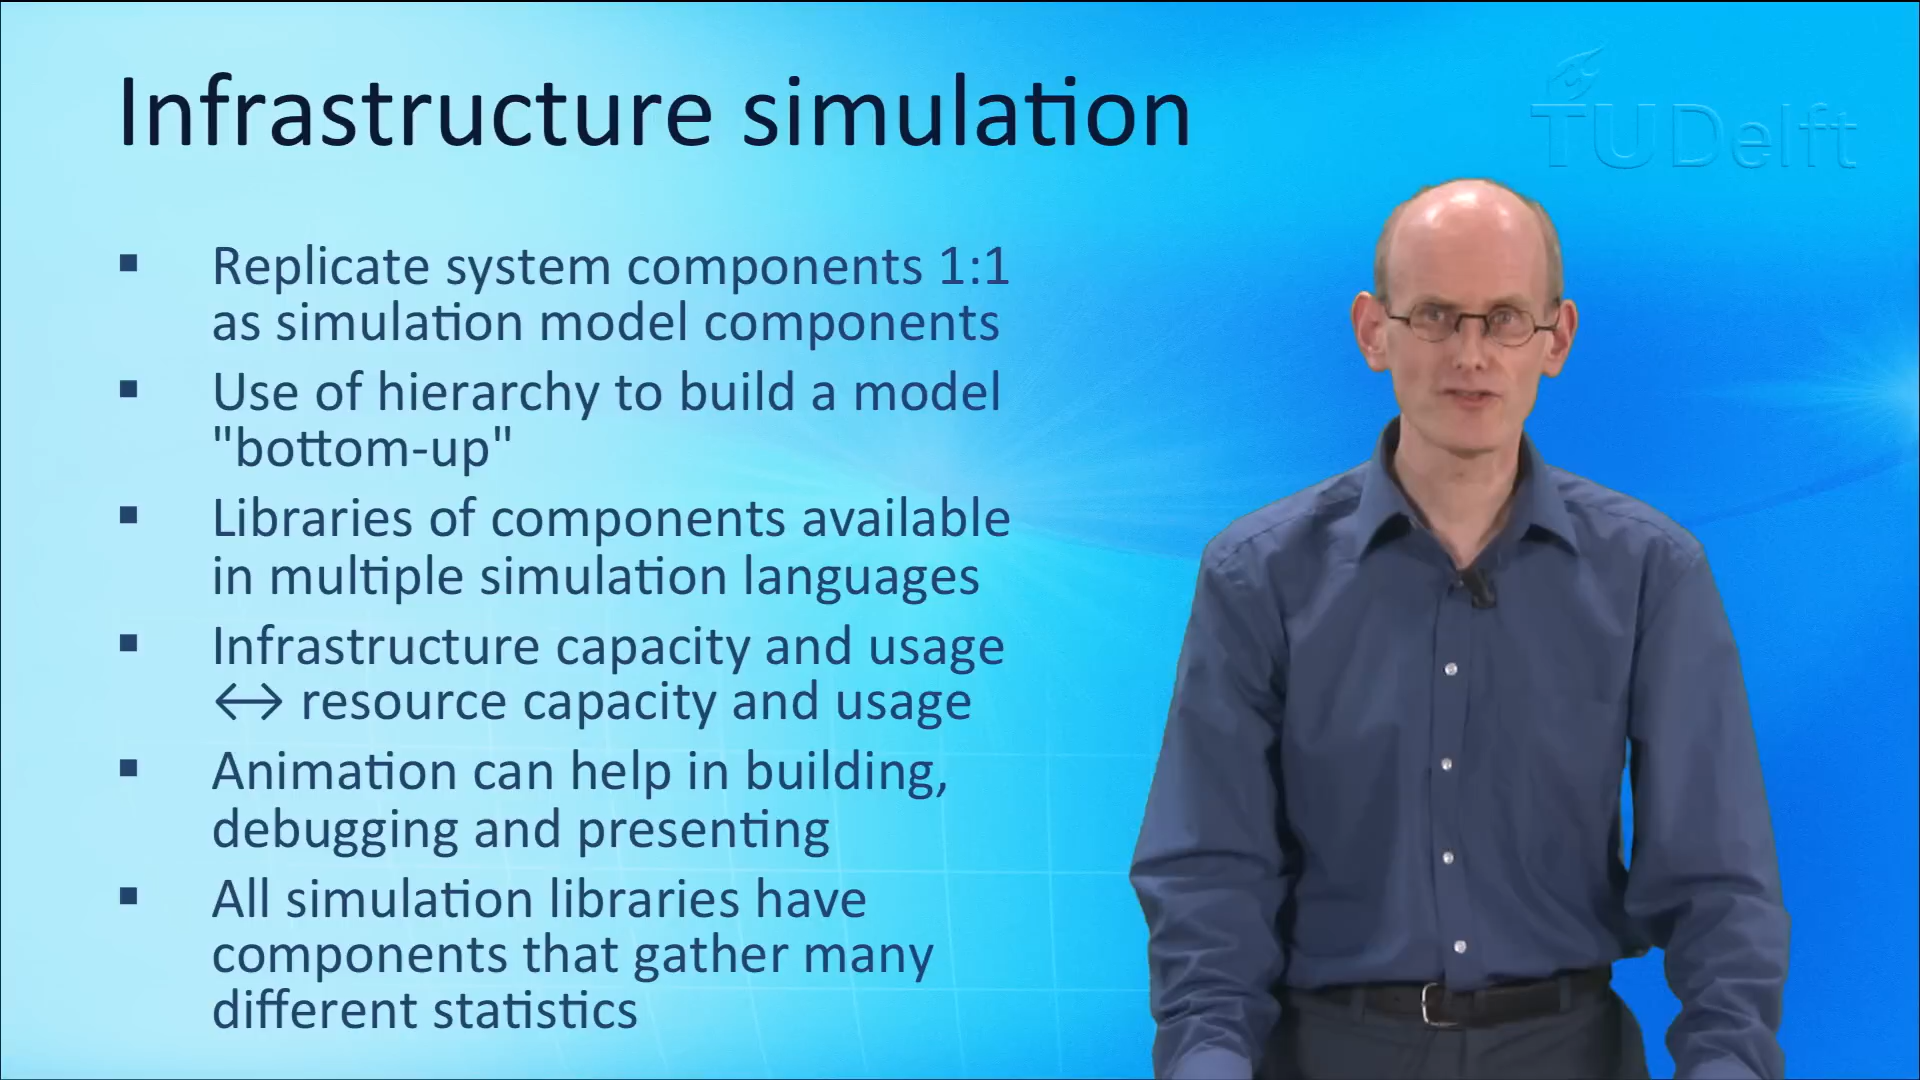 Infrastructure simulation
TUDelft
▪ Replicate system components 1:1
as simulation model components
▪ Use of hierarchy to build a model
"bottom-up"
▪ Libraries of components available
in multiple simulation languages
▪ Infrastructure capacity and usage
↔ resource capacity and usage
▪ Animation can help in building,
debugging and presenting
▪ All simulation libraries have
components that gather many
different statistics